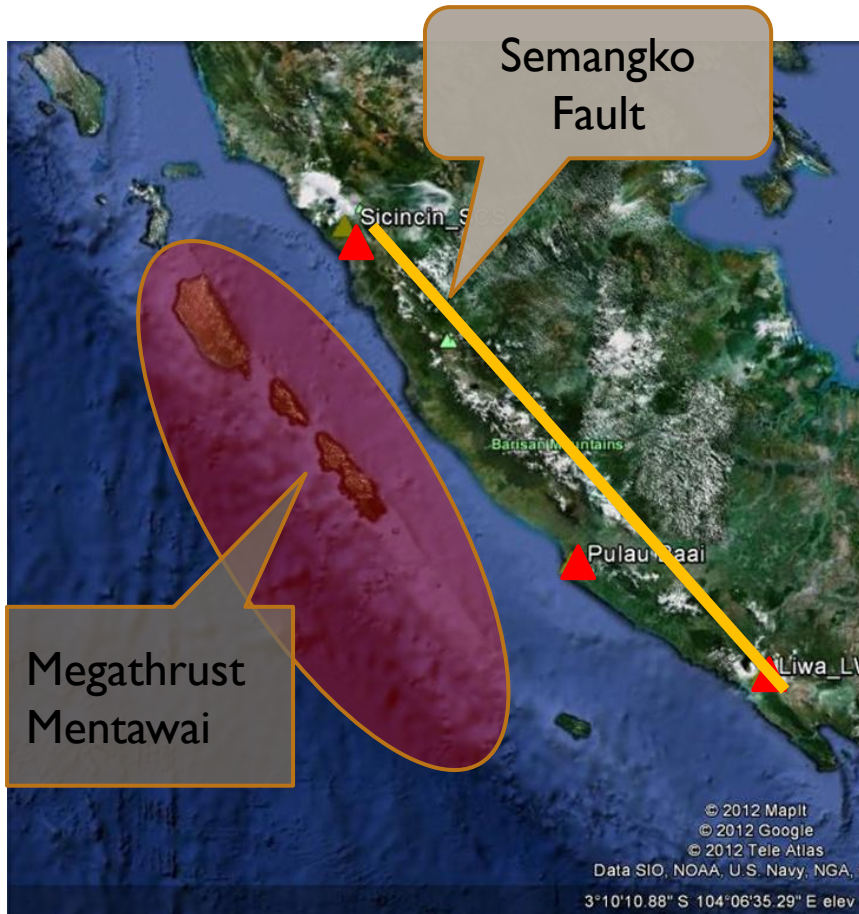 Semangko
Fault
Sicincin_S
Barisan Mountains
Pulau Baai
Liwa_LW
Megathrust
Mentawai
© 2012 MapIt
© 2012 Google
© 2012 Tele Atlas
Data SIO, NOAA, U.S. Navy, NGA,
3°10'10.88" S 104°06'35.29" E elev